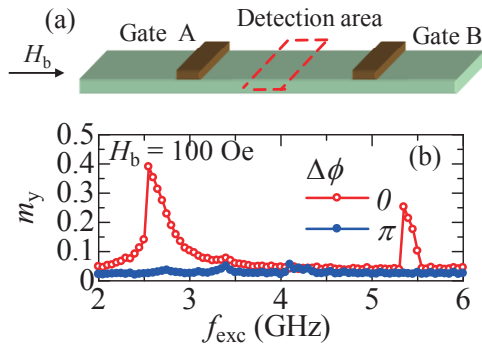 (a)
Detection area
Gate A
Gate B
H_b
H_b = 100 Oe
(b)
Δϕ
0
π
m_y
0.5
0.4
0.3
0.2
0.1
0
2 3 4 5 6
f_exc (GHz)